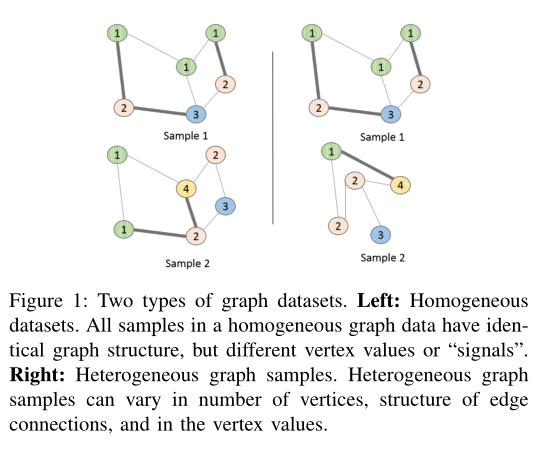 1 1 1 1
1 1
2 2
2 3 2 3
Sample 1 Sample 1
1 2 1
4 2 4
3
1 2 2 3
Sample 2 Sample 2
Figure 1: Two types of graph datasets. Left: Homogeneous
datasets. All samples in a homogeneous graph data have iden-
tical graph structure, but different vertex values or “signals”.
Right: Heterogeneous graph samples. Heterogeneous graph
samples can vary in number of vertices, structure of edge
connections, and in the vertex values.